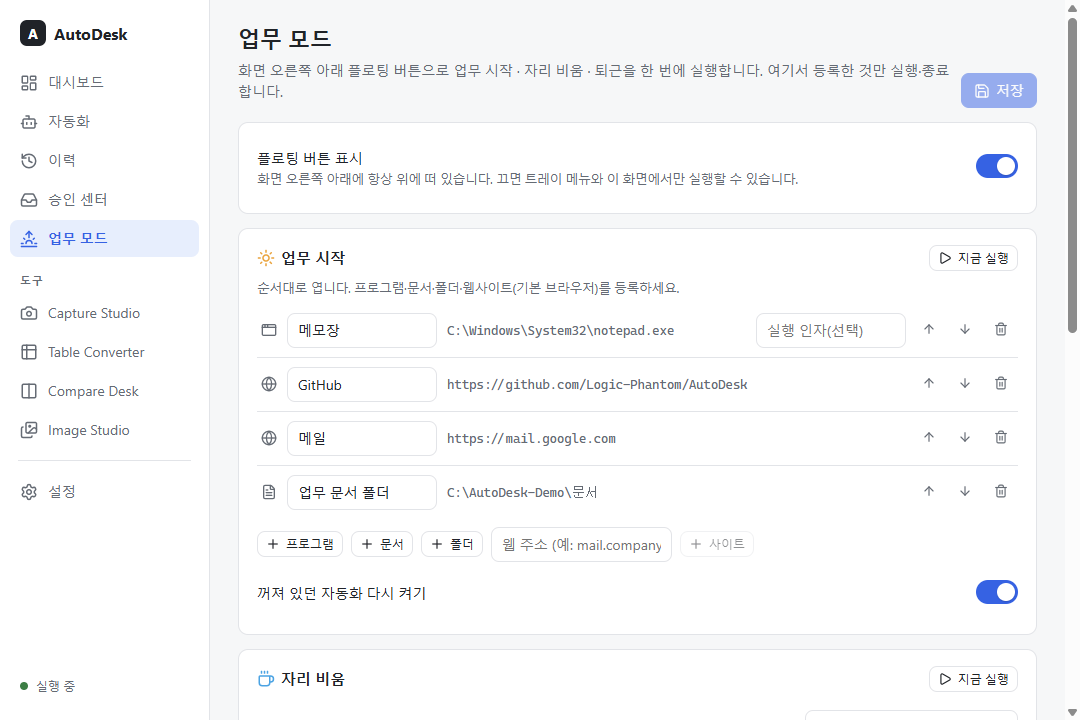 A AutoDesk
대시보드
자동화
이력
승인 센터
업무 모드
도구
Capture Studio
Table Converter
Compare Desk
Image Studio
설정
실행 중
업무 모드
화면 오른쪽 아래 플로팅 버튼으로 업무 시작 · 자리 비움 · 퇴근을 한 번에 실행합니다. 여기서 등록한 것만 실행·종료
합니다.
저장
플로팅 버튼 표시
화면 오른쪽 아래에 항상 위에 떠 있습니다. 끄면 트레이 메뉴와 이 화면에서만 실행할 수 있습니다.
업무 시작
지금 실행
순서대로 엽니다. 프로그램·문서·폴더·웹사이트(기본 브라우저)를 등록하세요.
메모장 C:\Windows\System32\notepad.exe 실행 인자(선택)
GitHub https://github.com/Logic-Phantom/AutoDesk
메일 https://mail.google.com
업무 문서 폴더 C:\AutoDesk-Demo\문서
+ 프로그램 + 문서 + 폴더 웹 주소 (예: mail.company + 사이트
꺼져 있던 자동화 다시 켜기
자리 비움
지금 실행